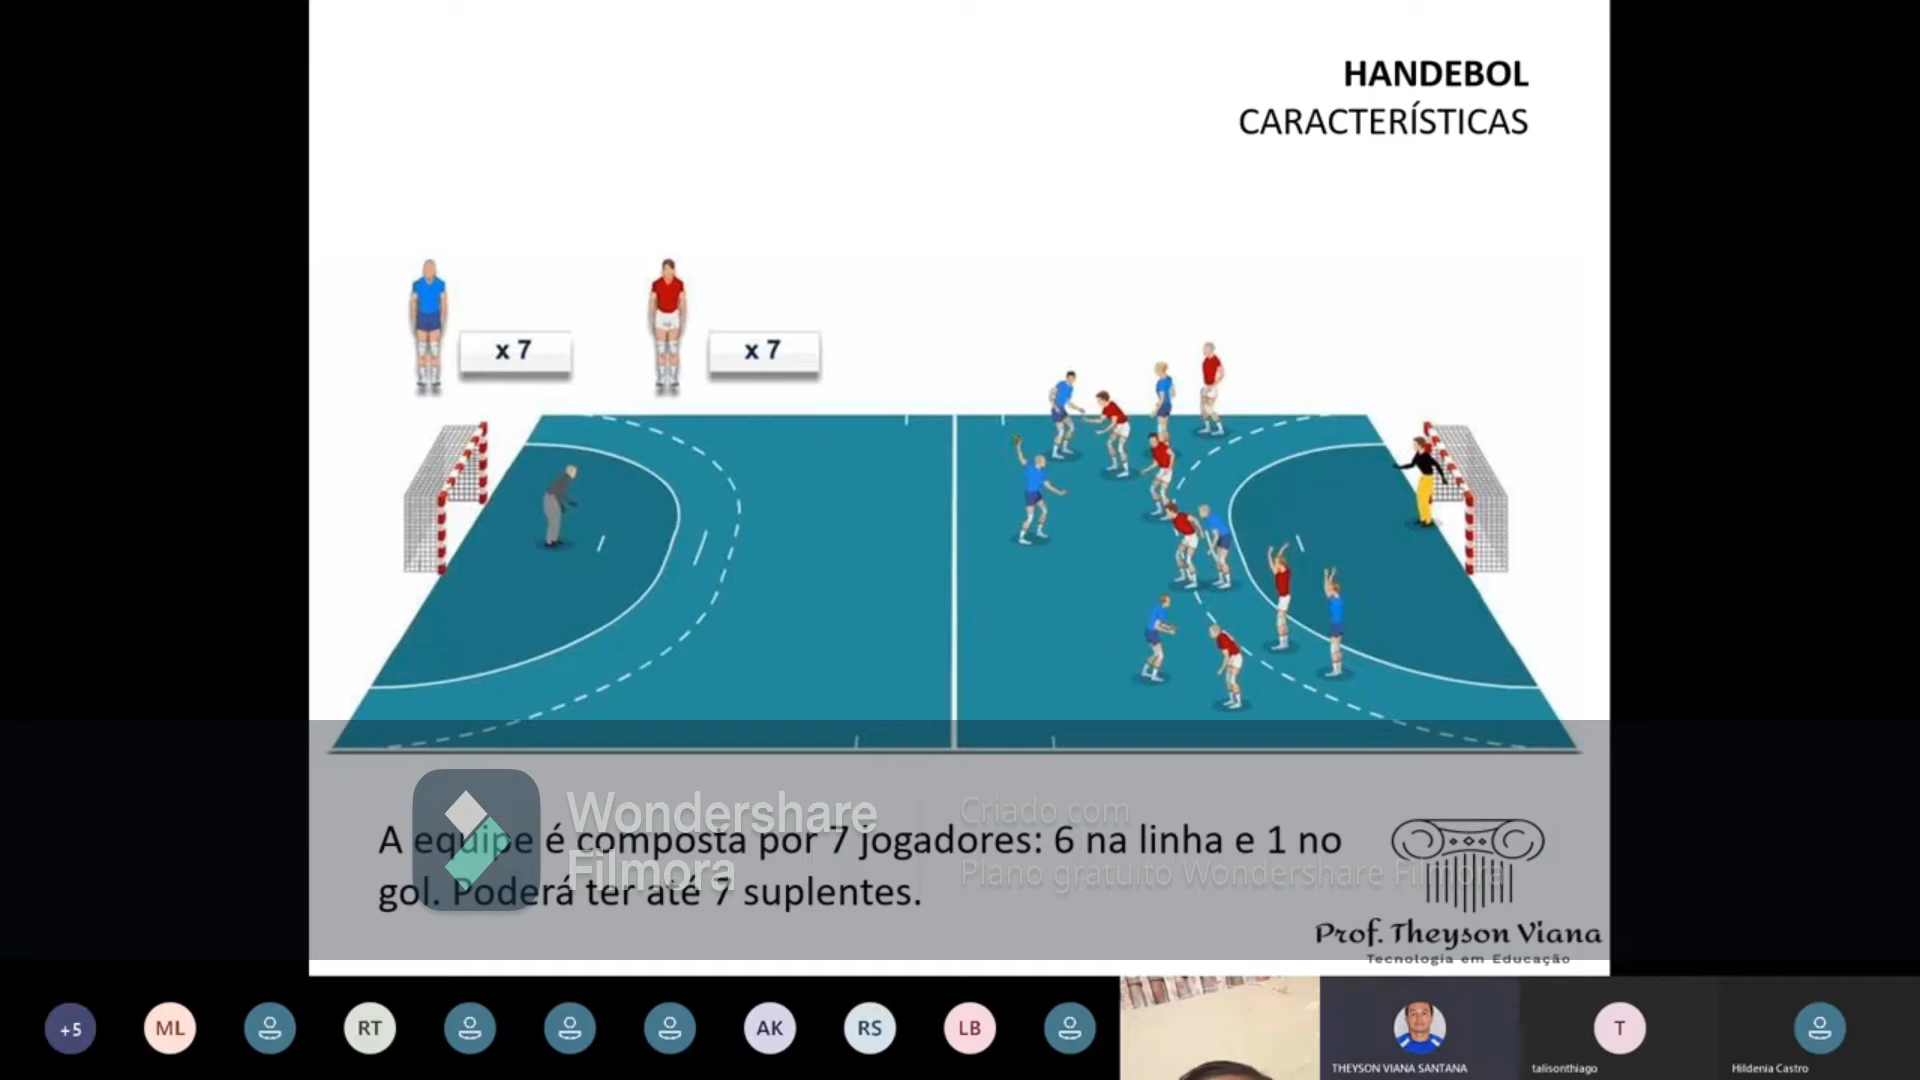 HANDEBOL
CARACTERÍSTICAS
x 7
x 7
Wondershare
Filmora
Criado com
Plano gratuito Wondershare Filmora
A equipe é composta por 7 jogadores: 6 na linha e 1 no
gol. Poderá ter até 7 suplentes.
Prof. Theyson Viana
Tecnologia em Educação
+5
ML
RT
AK
RS
LB
THEYSON VIANA SANTANA
T
talisonthiago
Hildenia Castro